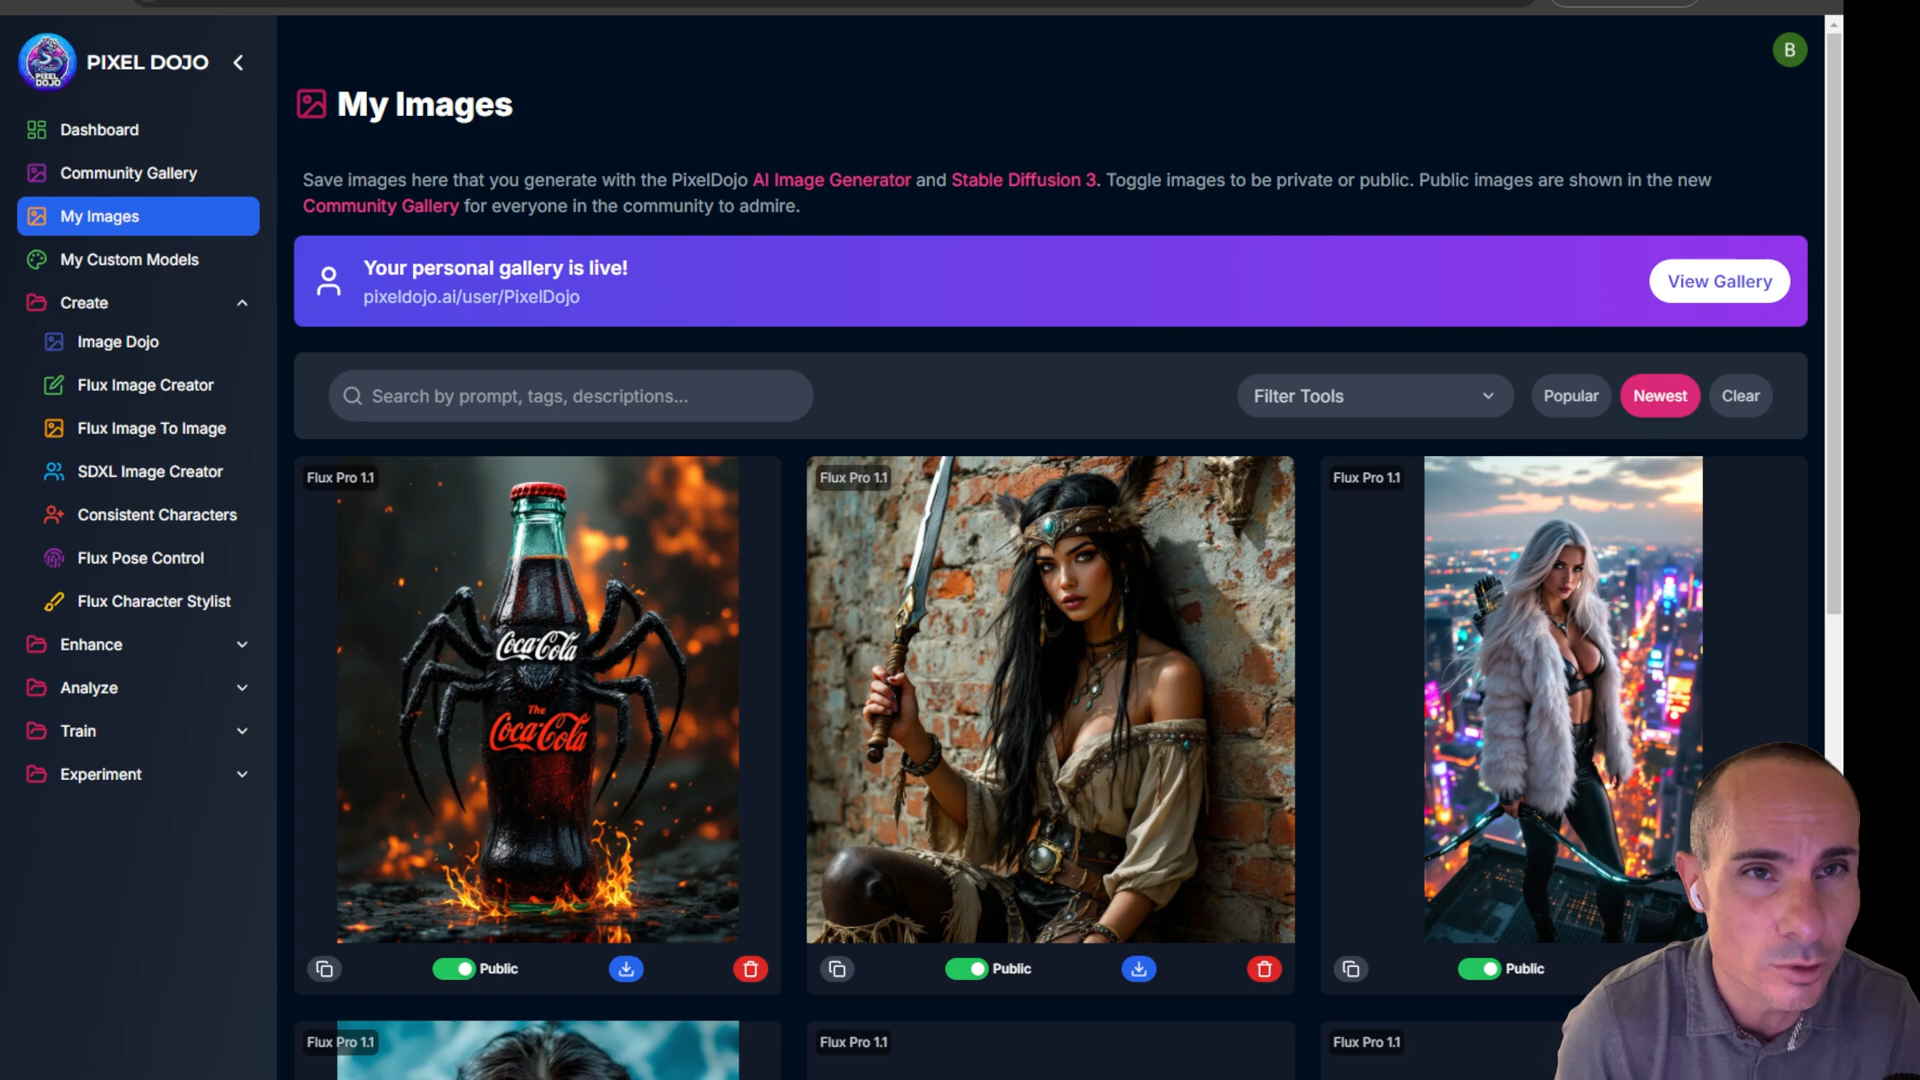 PIXEL DOJO
PIXEL
DOJO
Dashboard
Community Gallery
My Images
My Custom Models
Create
Image Dojo
Flux Image Creator
Flux Image To Image
SDXL Image Creator
Consistent Characters
Flux Pose Control
Flux Character Stylist
Enhance
Analyze
Train
Experiment
B
My Images
Save images here that you generate with the PixelDojo AI Image Generator and Stable Diffusion 3. Toggle images to be private or public. Public images are shown in the new
Community Gallery for everyone in the community to admire.
Your personal gallery is live!
pixeldojo.ai/user/PixelDojo
View Gallery
Search by prompt, tags, descriptions...
Filter Tools
Popular
Newest
Clear
Flux Pro 1.1
Coca-Cola
The
Coca-Cola
Public
Flux Pro 1.1
Public
Flux Pro 1.1
Public
Flux Pro 1.1
Flux Pro 1.1
Flux Pro 1.1